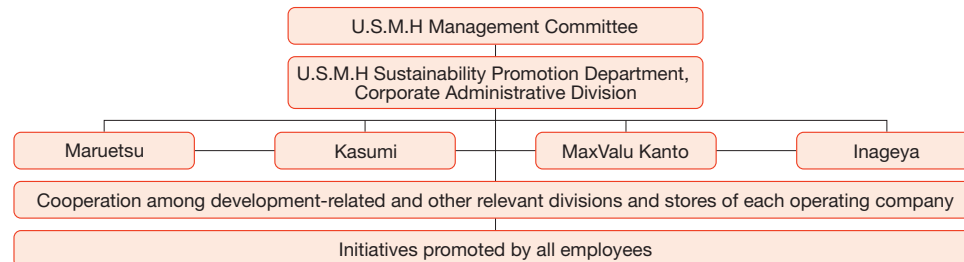 U.S.M.H Management Committee
U.S.M.H Sustainability Promotion Department,
Corporate Administrative Division
Maruetsu
Kasumi
MaxValu Kanto
Inageya
Cooperation among development-related and other relevant divisions and stores of each operating company
Initiatives promoted by all employees